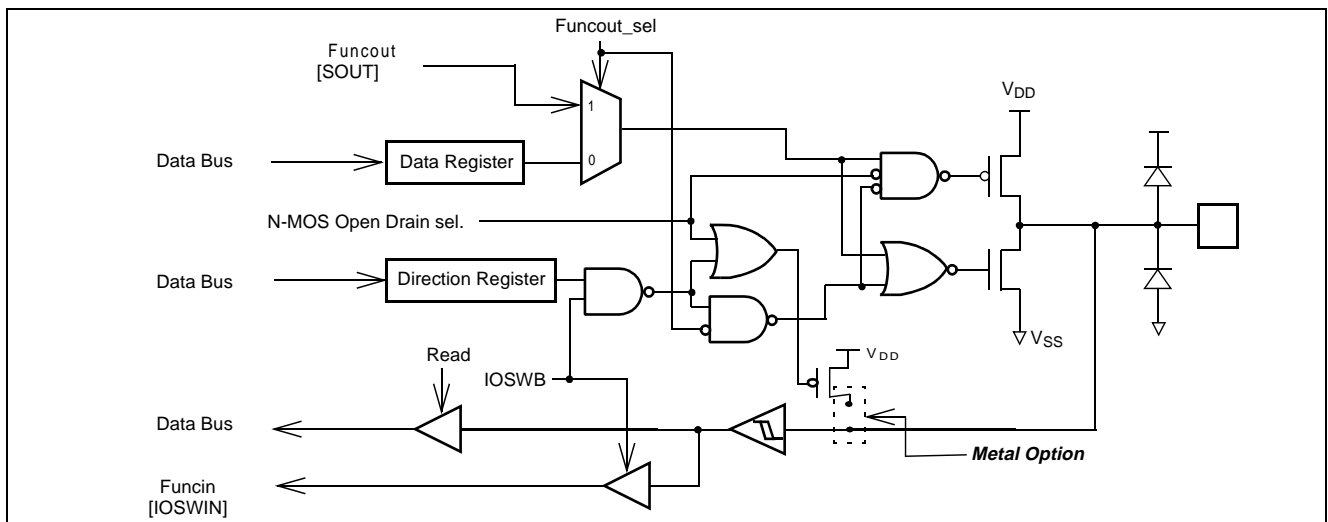 Funcout_sel
Funcout
[SOUT]
VDD
1
Data Bus
Data Register
0
N-MOS Open Drain sel.
Data Bus
Direction Register
VSS
Read
VDD
IOSWB
Data Bus
Metal Option
Funcin
[IOSWIN]